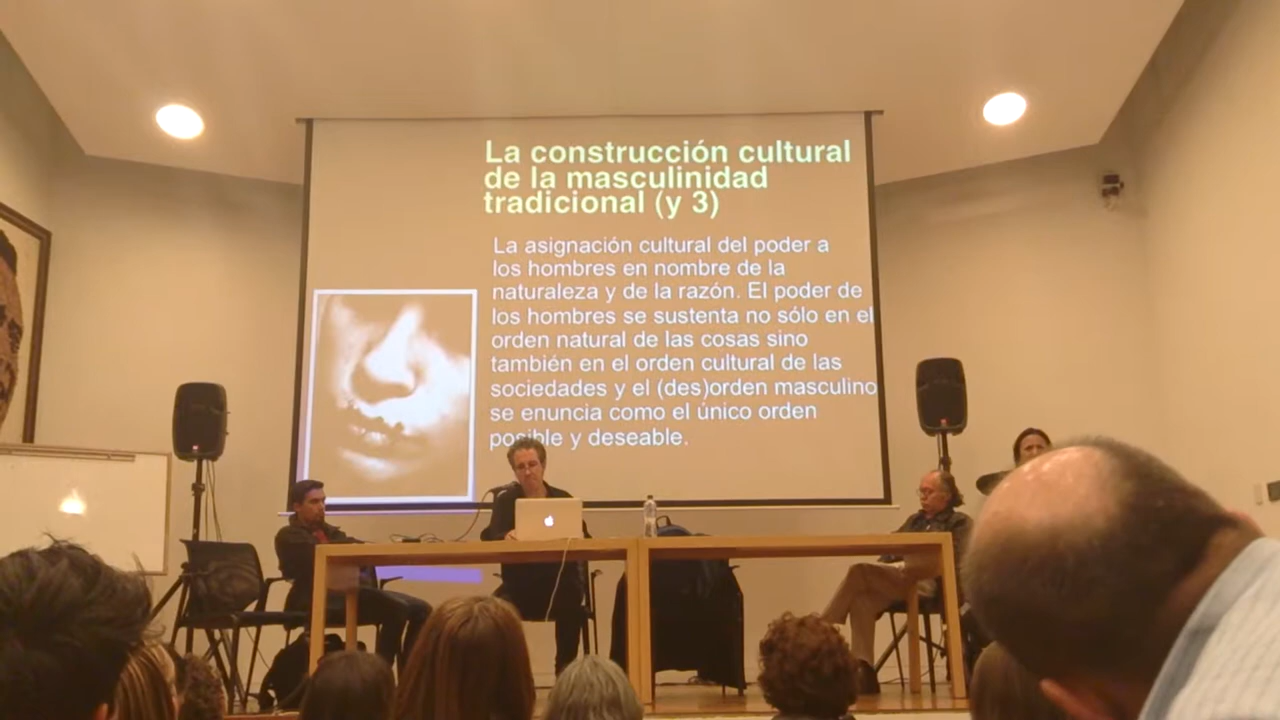 La construcción cultural
de la masculinidad
tradicional (y 3)
La asignación cultural del poder a
los hombres en nombre de la
naturaleza y de la razón. El poder de
los hombres se sustenta no sólo en el
orden natural de las cosas sino
también en el orden cultural de las
sociedades y el (des)orden masculino
se enuncia como el único orden
posible y deseable.